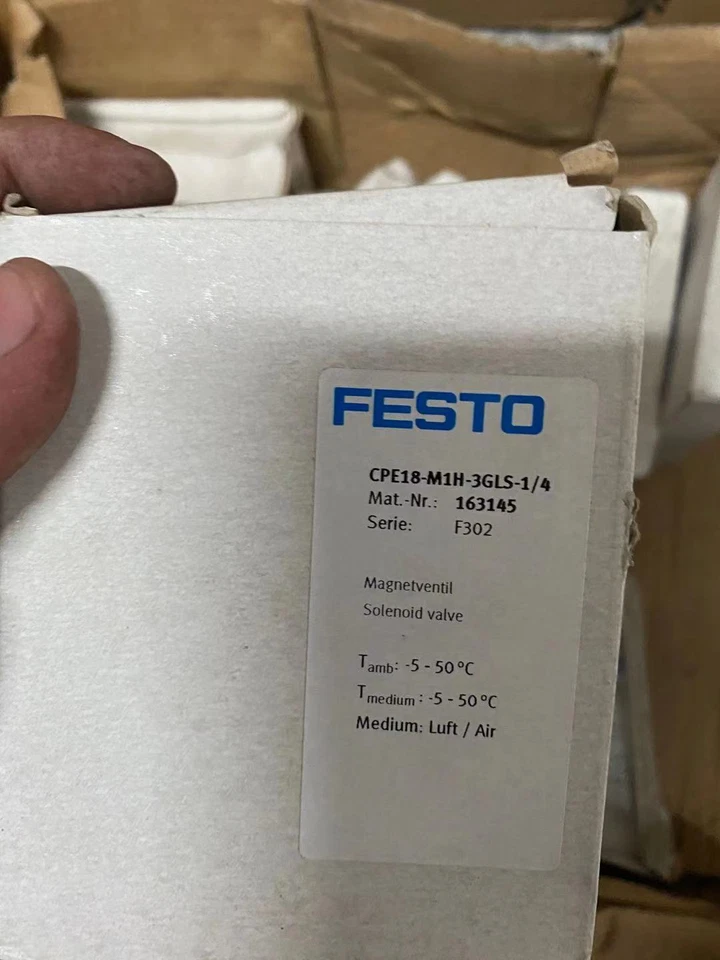 FESTO
CPE18-M1H-3GLS-1/4
Mat.-Nr.: 163145
Serie: F302
Magnetventil
Solenoid valve
Tamb: -5 - 50 °C
Tmedium : -5 - 50 °C
Medium: Luft / Air